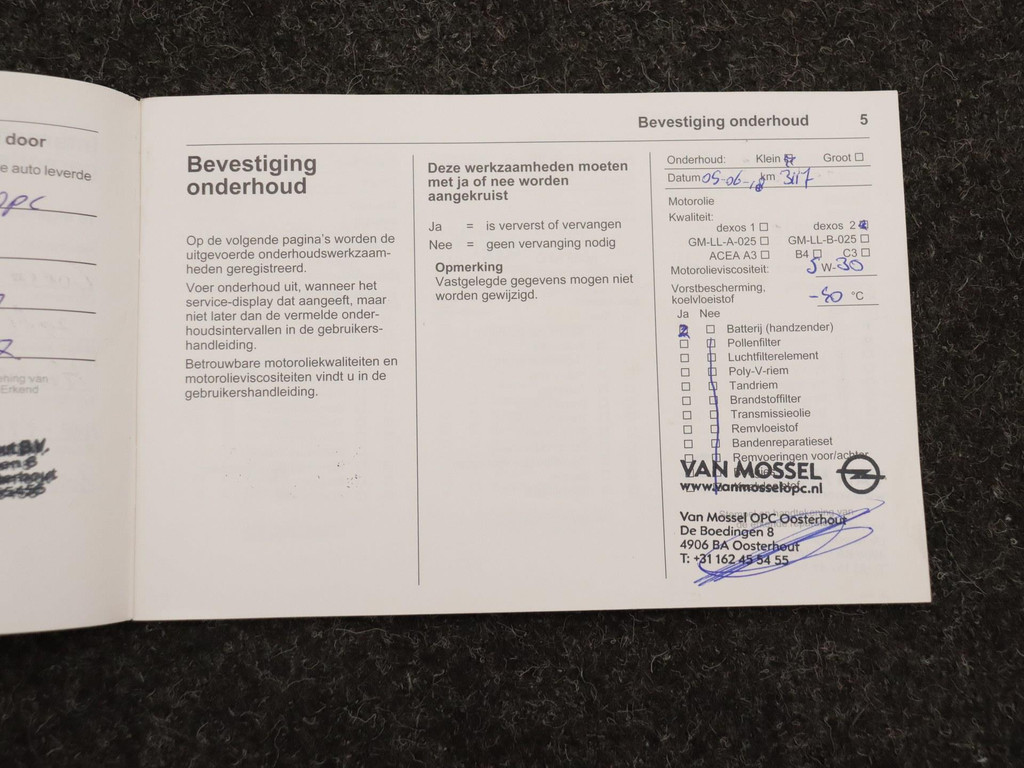 door
e auto leverde
opc
Bevestiging onderhoud 5
Bevestiging
onderhoud
Op de volgende pagina's worden de
uitgevoerde onderhoudswerkzaam-
heden geregistreerd.
Voer onderhoud uit, wanneer het
service-display dat aangeeft, maar
niet later dan de vermelde onder-
houdsintervallen in de gebruikers-
handleiding.
Betrouwbare motoroliekwaliteiten en
motorolieviscositeiten vindt u in de
gebruikershandleiding.
Deze werkzaamheden moeten
met ja of nee worden
aangekruist
Ja = is ververst of vervangen
Nee = geen vervanging nodig
Opmerking
Vastgelegde gegevens mogen niet
worden gewijzigd.
Onderhoud: Klein Groot
Datum 05-06-18 km 3117
Motorolie
Kwaliteit:
dexos 1 dexos 2
GM-LL-A-025 GM-LL-B-025
ACEA A3 B4 C3
Motorolieviscositeit: 5 W-30
Vorstbescherming,
koelvloeistof -80 °C
Ja Nee
Batterij (handzender)
Pollenfilter
Luchtfilterelement
Poly-V-riem
Tandriem
Brandstoffilter
Transmissieolie
Remvloeistof
Bandenreparatieset
Remvoeringen voor/achter
VAN MOSSEL
www.vanmosselopc.nl
Van Mossel OPC Oosterhout
De Boedingen 8
4906 BA Oosterhout
T: +31 162 45 54 55